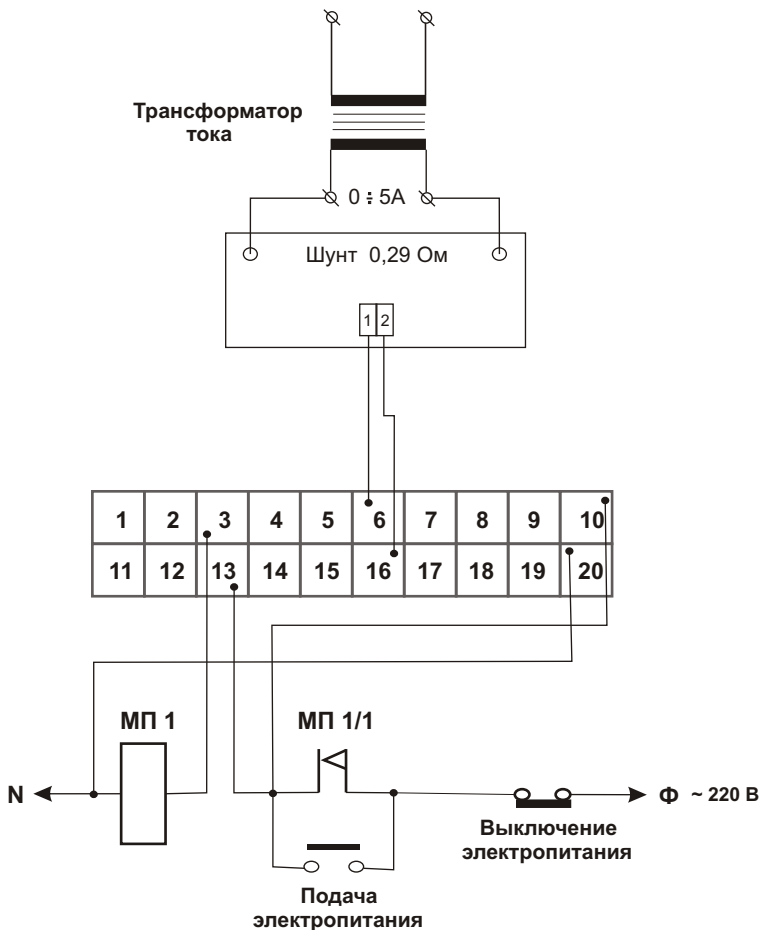 Трансформатор
тока
0 ÷ 5А
Шунт 0,29 Ом
1 2
1 2 3 4 5 6 7 8 9 10
11 12 13 14 15 16 17 18 19 20
МП 1
МП 1/1
N
Ф ~ 220 В
Выключение
электропитания
Подача
электропитания